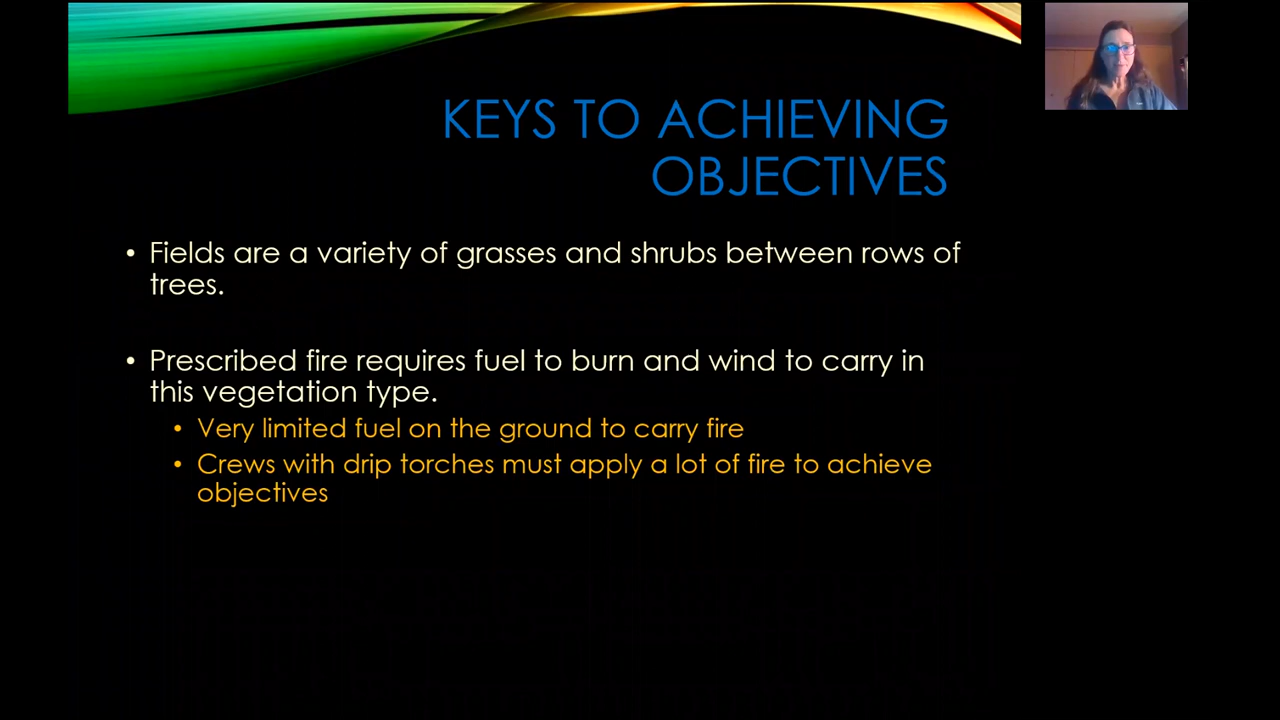 KEYS TO ACHIEVING
OBJECTIVES
• Fields are a variety of grasses and shrubs between rows of
trees.
• Prescribed fire requires fuel to burn and wind to carry in
this vegetation type.
• Very limited fuel on the ground to carry fire
• Crews with drip torches must apply a lot of fire to achieve
objectives